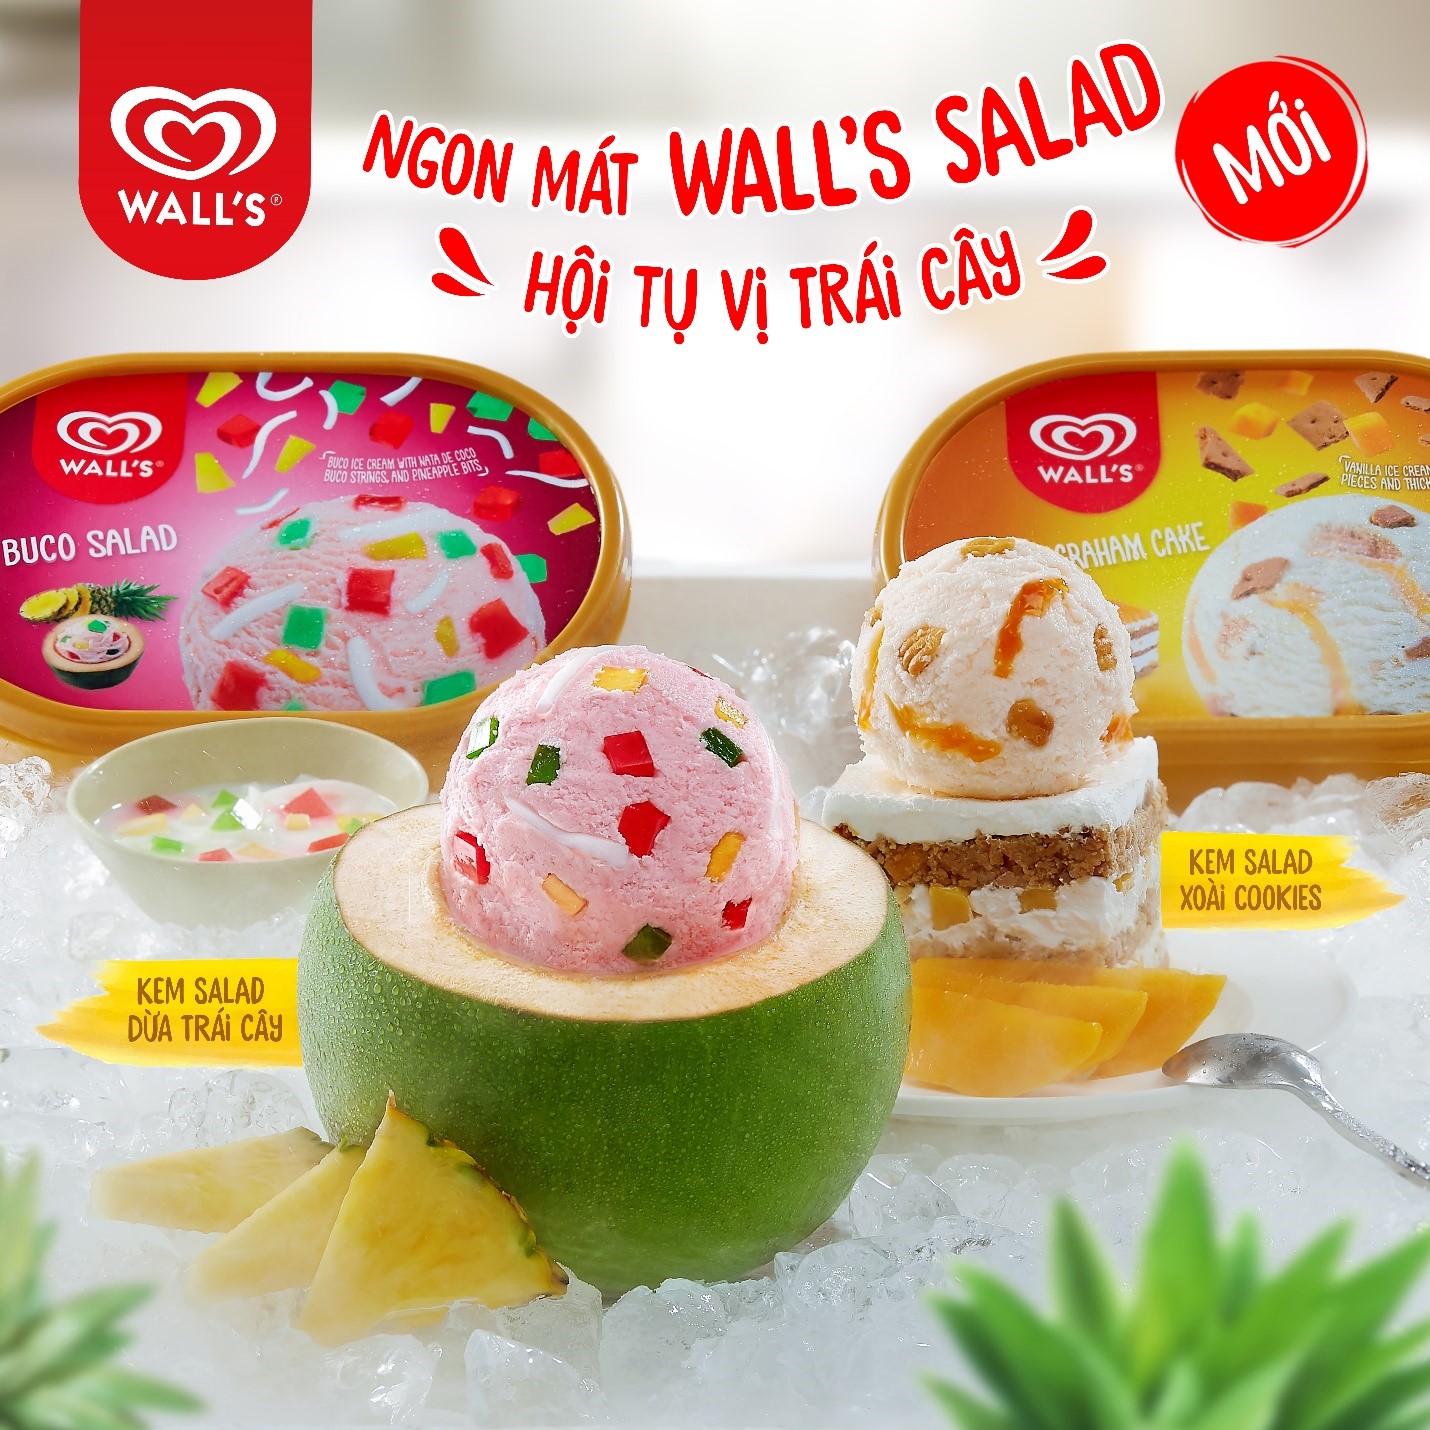 WALL'S®
NGON MÁT WALL'S SALAD
MỚI
HỘI TỤ VỊ TRÁI CÂY
WALL'S®
BUCO ICE CREAM WITH NATA DE COCO
BUCO STRINGS, AND PINEAPPLE BITS
BUCO SALAD
WALL'S®
VANILLA ICE CREAM
PIECES AND
GRAHAM CAKE
KEM SALAD
XOÀI COOKIES
KEM SALAD
DỪA TRÁI CÂY